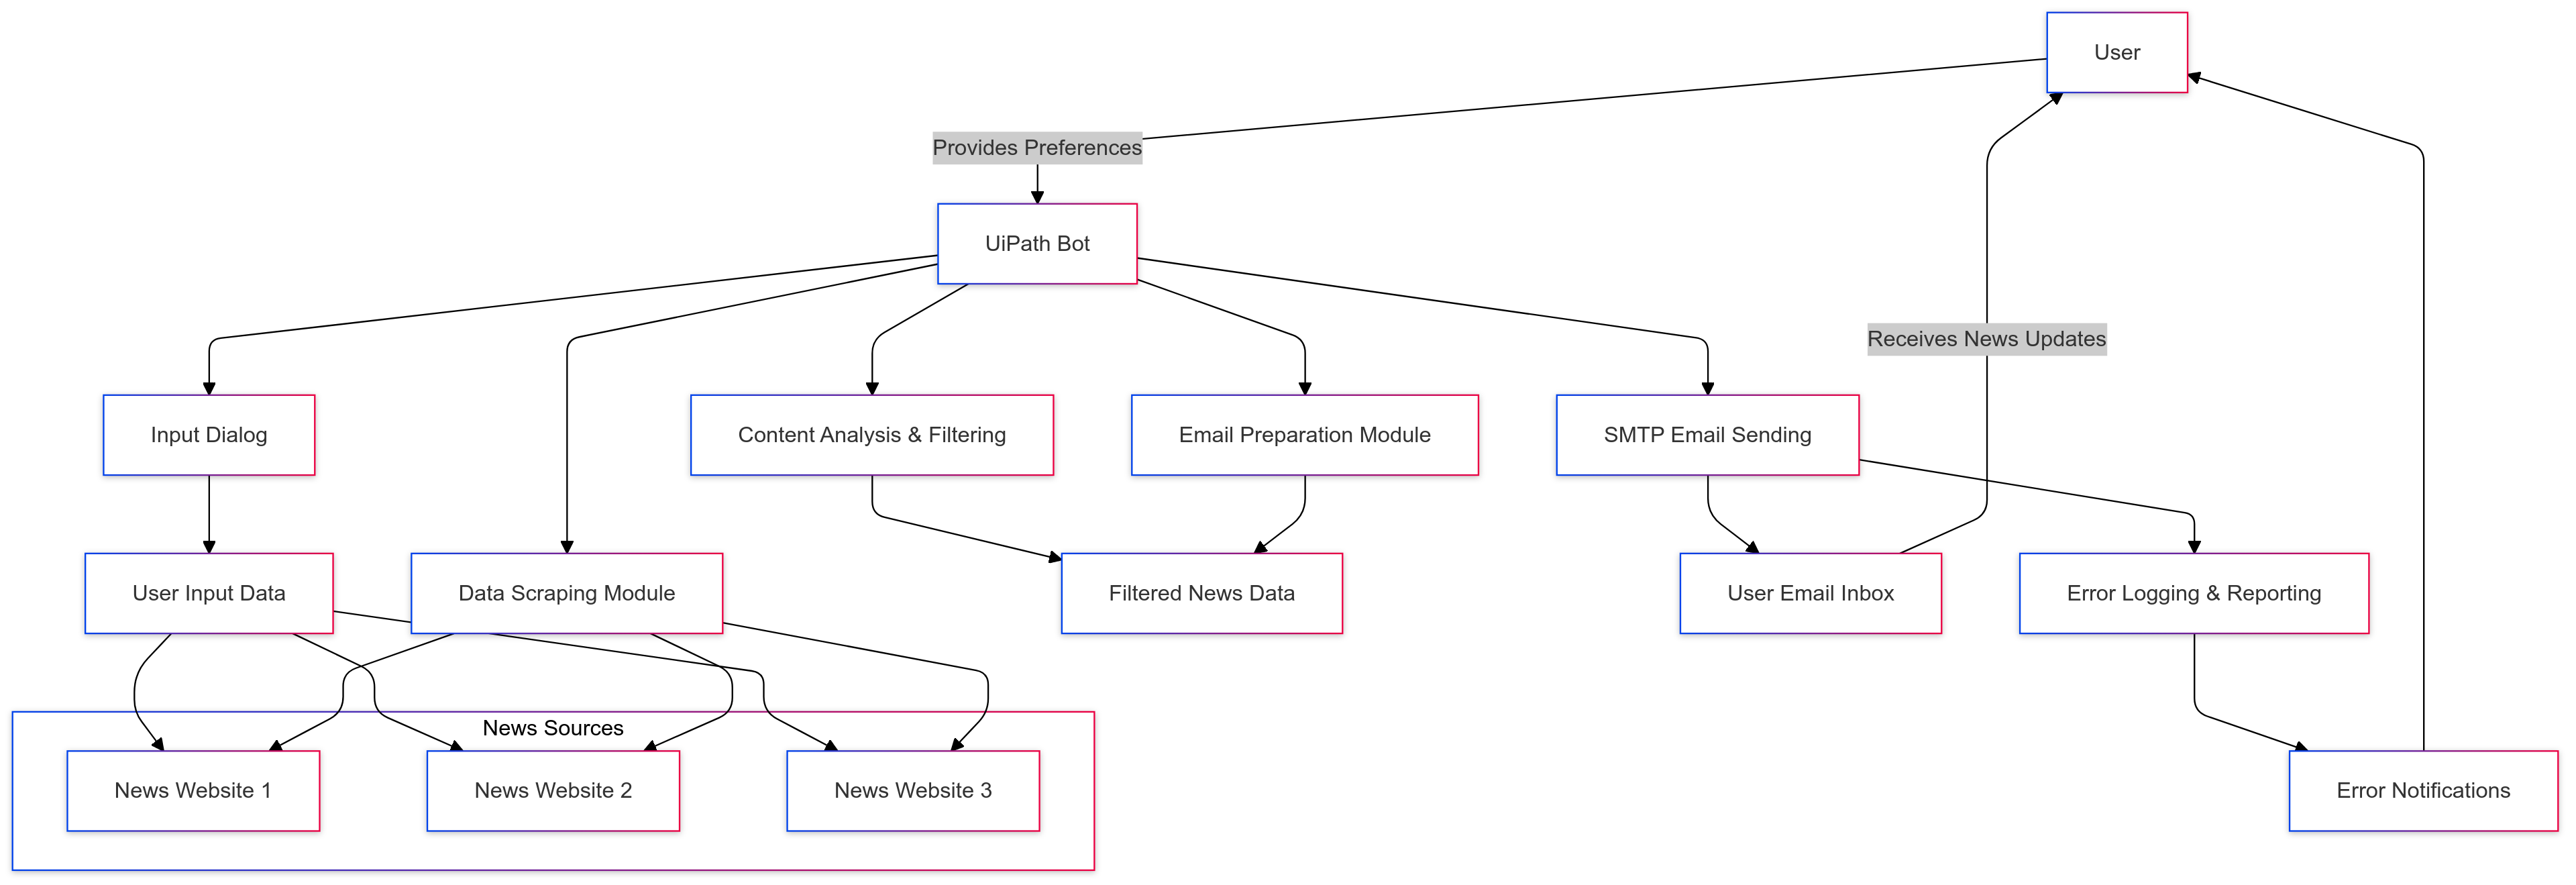 User
Provides Preferences
UiPath Bot
Receives News Updates
Input Dialog
Content Analysis & Filtering
Email Preparation Module
SMTP Email Sending
User Input Data
Data Scraping Module
Filtered News Data
User Email Inbox
Error Logging & Reporting
News Sources
News Website 1
News Website 2
News Website 3
Error Notifications